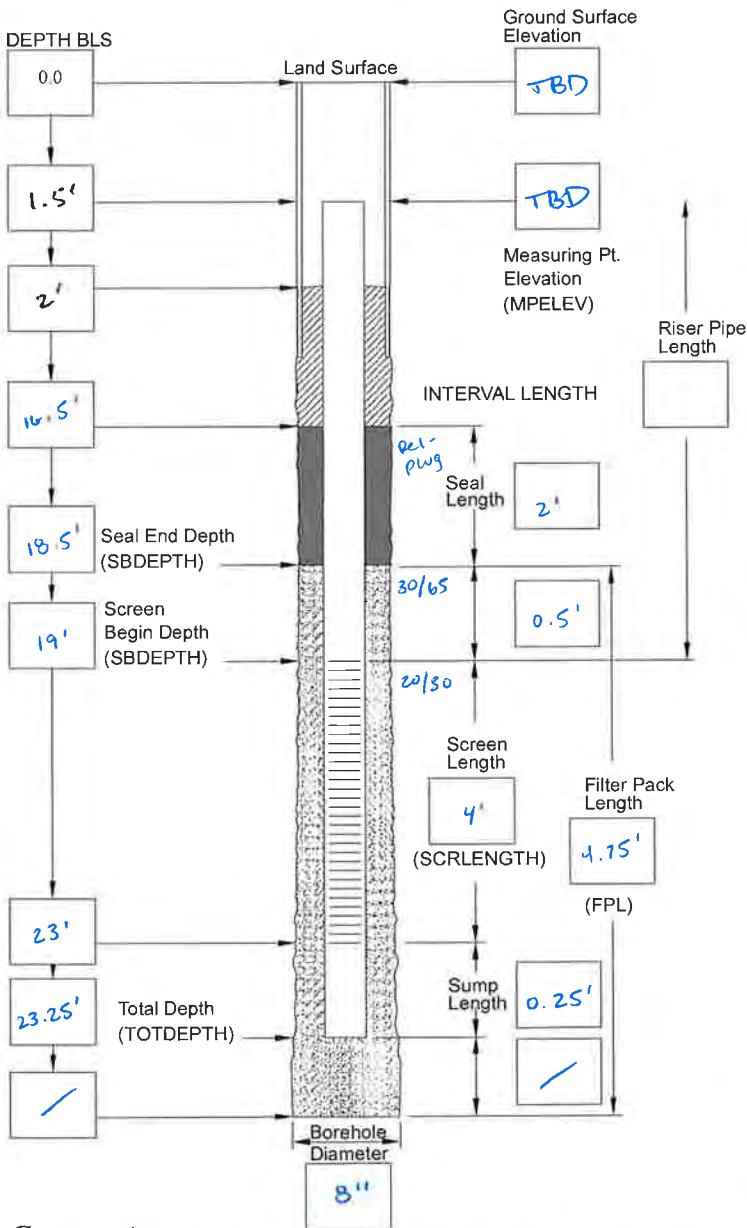 DEPTH BLS
0.0
1.5'
2'
16.5'
18.5'
Seal End Depth
(SBDEPTH)
19'
Screen
Begin Depth
(SBDEPTH)
23'
23.25'
Total Depth
(TOTDEPTH)
/
Land Surface
Ground Surface
Elevation
TBD
TBD
Measuring Pt.
Elevation
(MPELEV)
Riser Pipe
Length
INTERVAL LENGTH
Seal
Length
2'
30/65
0.5'
20/30
Screen
Length
4'
(SCRLENGTH)
Filter Pack
Length
4.75'
(FPL)
Sump
Length
0.25'
/
Borehole
Diameter
8"